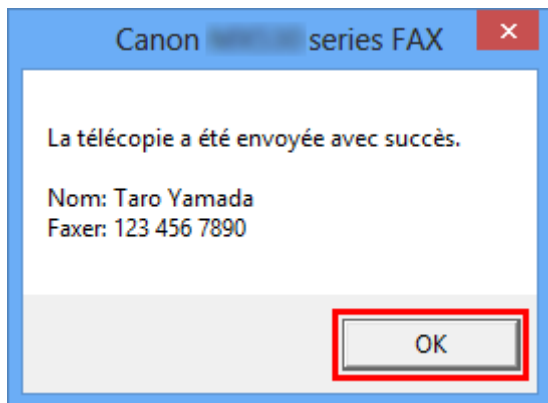 Canon series FAX
La télécopie a été envoyée avec succès.
Nom: Taro Yamada
Faxer: 123 456 7890
OK